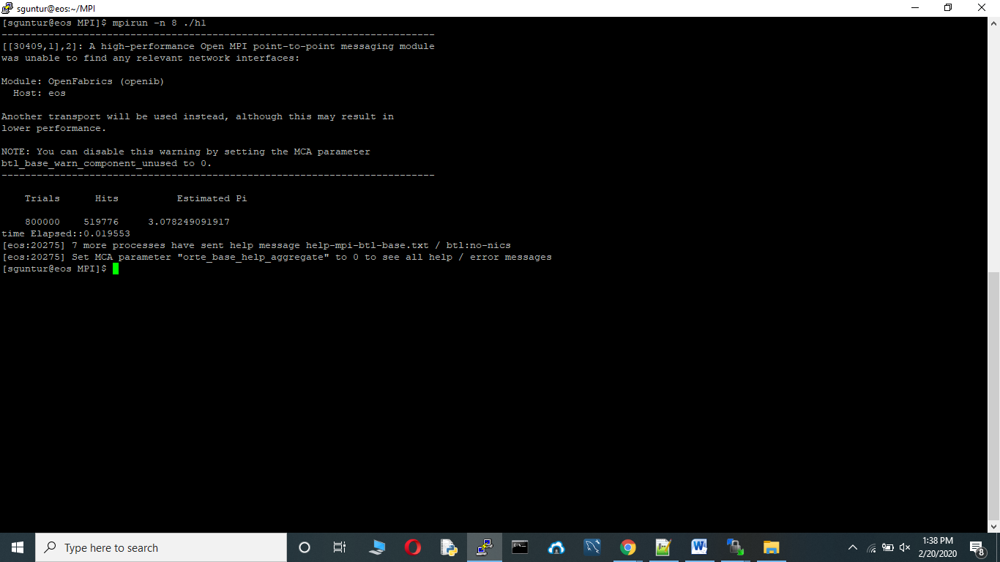 sguntur@eos:~/MPI
[sguntur@eos MPI]$ mpirun -n 8 ./hl
--------------------------------------------------------------------------
[[30409,1],2]: A high-performance Open MPI point-to-point messaging module
was unable to find any relevant network interfaces:
Module: OpenFabrics (openib)
  Host: eos
Another transport will be used instead, although this may result in
lower performance.
NOTE: You can disable this warning by setting the MCA parameter
btl_base_warn_component_unused to 0.
--------------------------------------------------------------------------
    Trials      Hits          Estimated Pi
    800000    519776     3.078249091917
time Elapsed::0.019553
[eos:20275] 7 more processes have sent help message help-mpi-btl-base.txt / btl:no-nics
[eos:20275] Set MCA parameter "orte_base_help_aggregate" to 0 to see all help / error messages
[sguntur@eos MPI]$
Type here to search
1:38 PM
2/20/2020
8